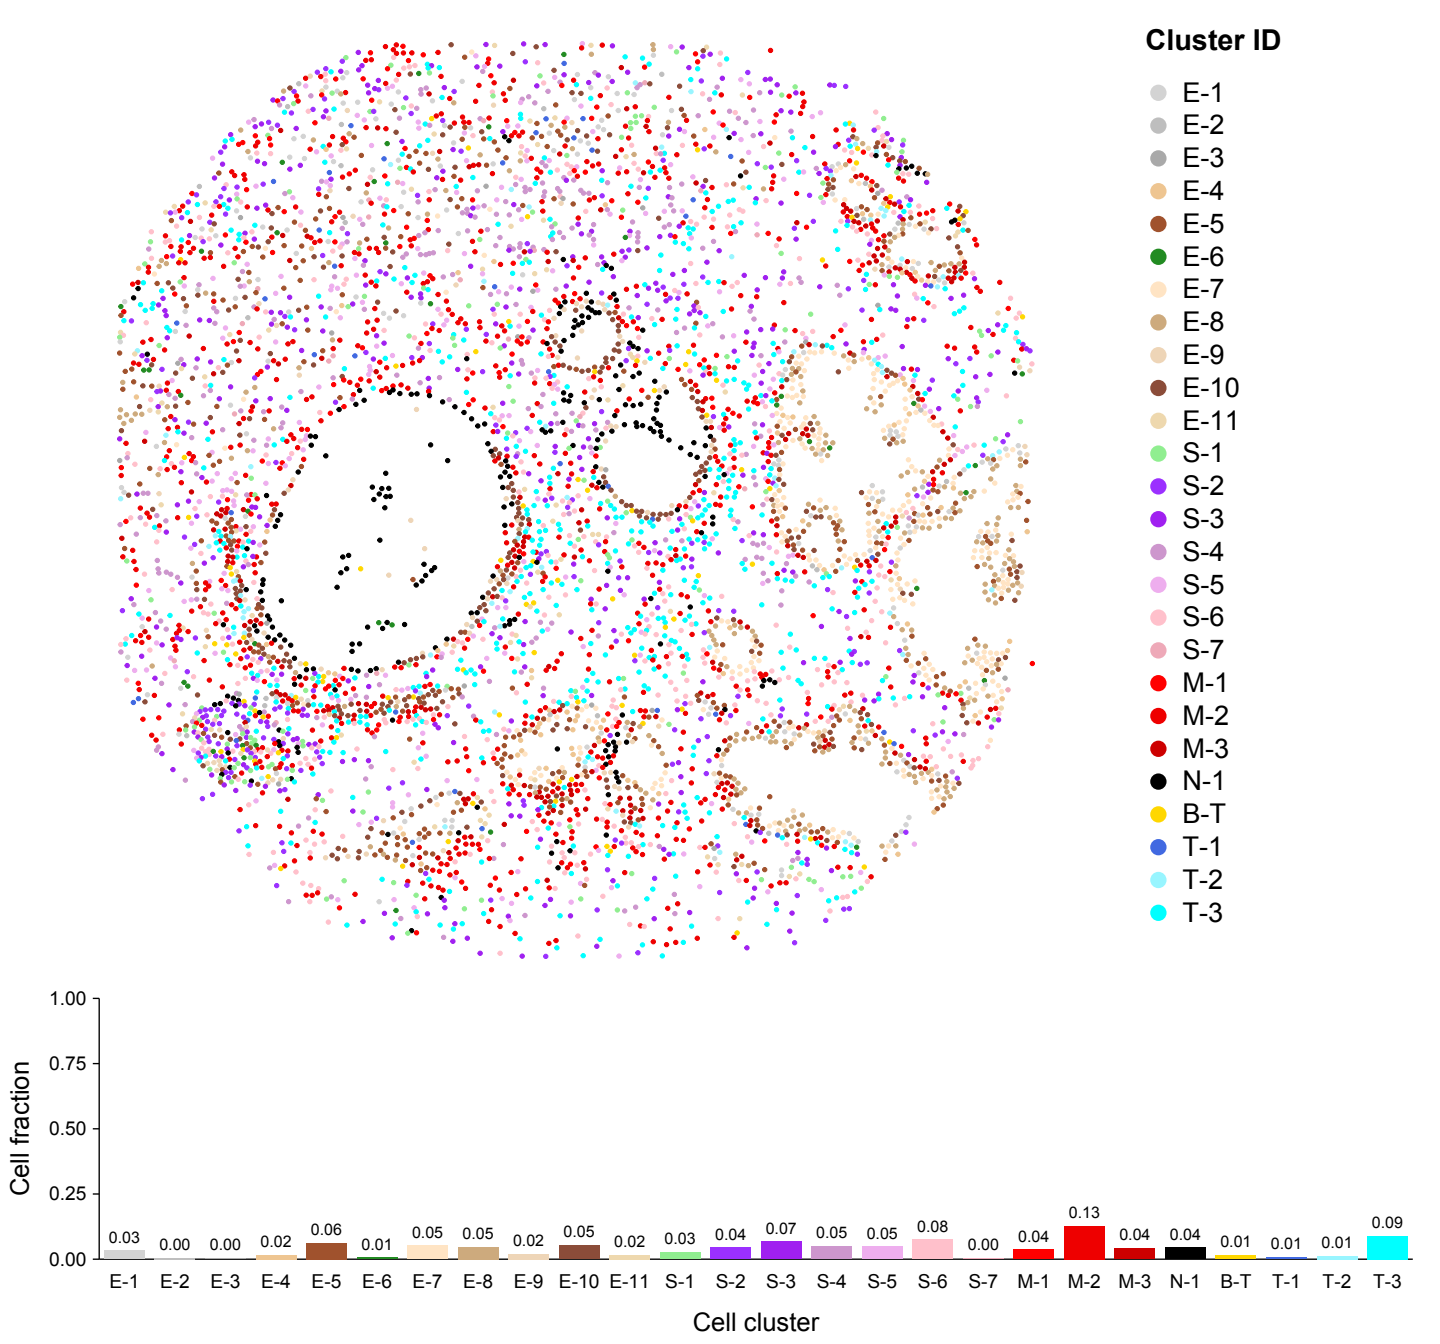 Cluster ID
E-1
E-2
E-3
E-4
E-5
E-6
E-7
E-8
E-9
E-10
E-11
S-1
S-2
S-3
S-4
S-5
S-6
S-7
M-1
M-2
M-3
N-1
B-T
T-1
T-2
T-3
1.00
0.75
0.50
0.25
0.00
Cell fraction
0.03 0.00 0.00 0.02 0.06 0.01 0.05 0.05 0.02 0.05 0.02 0.03 0.04 0.07 0.05 0.05 0.08 0.00 0.04 0.13 0.04 0.04 0.01 0.01 0.01 0.09
E-1 E-2 E-3 E-4 E-5 E-6 E-7 E-8 E-9 E-10 E-11 S-1 S-2 S-3 S-4 S-5 S-6 S-7 M-1 M-2 M-3 N-1 B-T T-1 T-2 T-3
Cell cluster